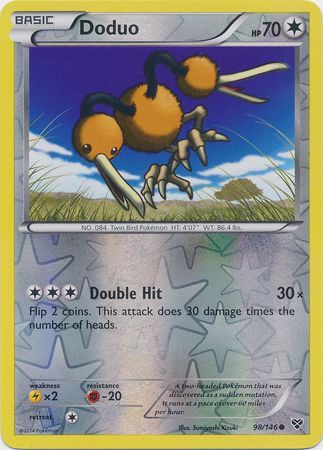 BASIC
Doduo
HP 70
NO. 084 Twin Bird Pokémon HT: 4'07" WT: 86.4 lbs.
Double Hit 30×
Flip 2 coins. This attack does 30 damage times
the number of heads.
weakness resistance
×2 -20
retreat
A two-headed Pokémon that was
discovered as a sudden mutation.
It runs at a pace of over 60 miles
per hour.
©2014 Pokémon
Illus. Sumiyoshi Kizuki
98/146
XY